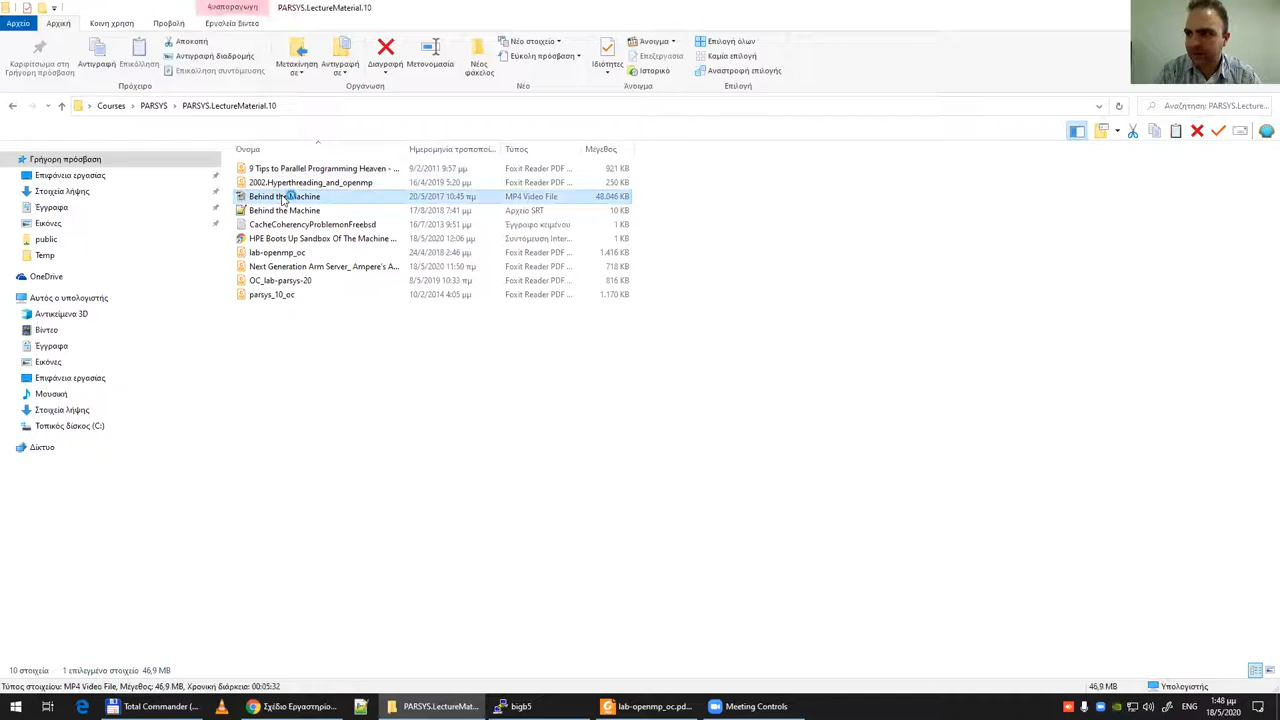 Αναπαραγωγή
PARSYS.LectureMaterial.10
Αρχείο
Αρχική
Κοινή χρήση
Προβολή
Εργαλεία βίντεο
Καρφίτσωμα στη
Γρήγορη πρόσβαση
Αντιγραφή
Επικόλληση
Αποκοπή
Αντιγραφή διαδρομής
Επικόλληση συντόμευσης
Μετακίνηση
σε
Αντιγραφή
σε
Διαγραφή
Μετονομασία
Νέος
φάκελος
Νέο στοιχείο
Εύκολη πρόσβαση
Ιδιότητες
Άνοιγμα
Επεξεργασία
Ιστορικό
Επιλογή όλων
Καμία επιλογή
Αναστροφή επιλογής
Πρόχειρο
Οργάνωση
Νέο
Άνοιγμα
Επιλογή
Courses > PARSYS > PARSYS.LectureMaterial.10
Αναζήτηση: PARSYS.Lecture...
Όνομα Ημερομηνία τροποποί... Τύπος Μέγεθος
9 Tips to Parallel Programming Heaven - ... 9/2/2011 9:57 μμ Foxit Reader PDF ... 921 KB
2002.Hyperthreading_and_openmp 16/4/2019 5:20 μμ Foxit Reader PDF ... 250 KB
Behind the Machine 20/5/2017 10:45 πμ MP4 Video File 48.046 KB
Behind the Machine 17/8/2018 7:41 μμ Αρχείο SRT 10 KB
CacheCoherencyProblemonFreebsd 16/7/2013 9:51 μμ Έγγραφο κειμένου 1 KB
HPE Boots Up Sandbox Of The Machine ... 18/5/2020 12:06 μμ Συντόμευση Inter... 1 KB
lab-openmp_oc 24/4/2018 2:46 μμ Foxit Reader PDF ... 1.416 KB
Next Generation Arm Server_ Ampere's A... 18/5/2020 11:50 πμ Foxit Reader PDF ... 718 KB
OC_lab-parsys-20 8/5/2019 10:33 πμ Foxit Reader PDF ... 816 KB
parsys_10_oc 10/2/2014 4:05 μμ Foxit Reader PDF ... 1.170 KB
Γρήγορη πρόσβαση
Επιφάνεια εργασίας
Στοιχεία λήψης
Έγγραφα
Εικόνες
public
Temp
OneDrive
Αυτός ο υπολογιστής
Αντικείμενα 3D
Βίντεο
Έγγραφα
Εικόνες
Επιφάνεια εργασίας
Μουσική
Στοιχεία λήψης
Τοπικός δίσκος (C:)
Δίκτυο
10 στοιχεία 1 επιλεγμένο στοιχείο 46,9 MB
Τύπος στοιχείου: MP4 Video File, Μέγεθος: 46,9 MB, Χρονική διάρκεια: 00:05:32
46,9 MB
Υπολογιστής
Total Commander (...
Σχέδιο Εργαστηρίο...
PARSYS.LectureMat...
bigb5
lab-openmp_oc.pd...
Meeting Controls
ENG
1:48 μμ
18/5/2020